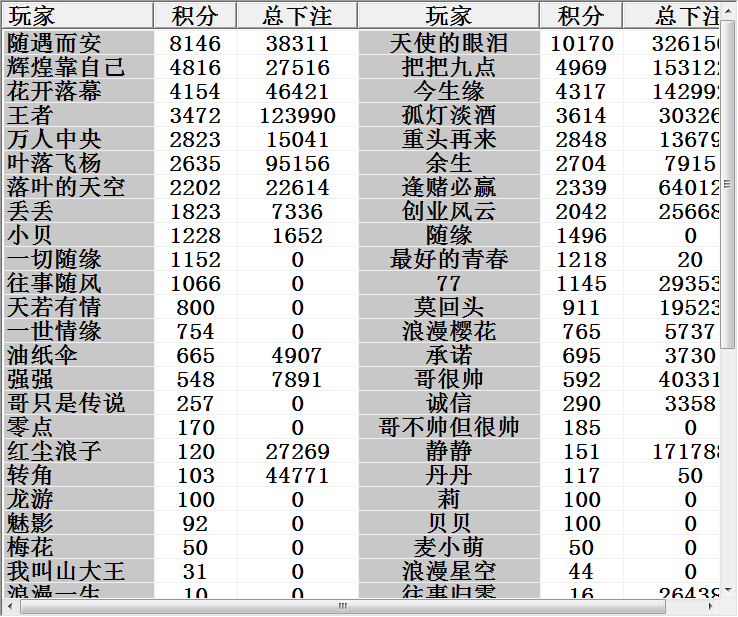 玩家 积分 总下注 玩家 积分 总下注
随遇而安 8146 38311 天使的眼泪 10170 32615
辉煌靠自己 4816 27516 把把九点 4969 15312
花开落幕 4154 46421 今生缘 4317 14299
王者 3472 123990 孤灯淡酒 3614 30326
万人中央 2823 15041 重头再来 2848 13679
叶落飞杨 2635 95156 余生 2704 7915
落叶的天空 2202 22614 逢赌必赢 2339 64012
丢丢 1823 7336 创业风云 2042 25668
小贝 1228 1652 随缘 1496 0
一切随缘 1152 0 最好的青春 1218 20
往事随风 1066 0 77 1145 29353
天若有情 800 0 莫回头 911 19523
一世情缘 754 0 浪漫樱花 765 5737
油纸伞 665 4907 承诺 695 3730
强强 548 7891 哥很帅 592 40331
哥只是传说 257 0 诚信 290 3358
零点 170 0 哥不帅但很帅 185 0
红尘浪子 120 27269 静静 151 17178
转角 103 44771 丹丹 117 50
龙游 100 0 莉 100 0
魅影 92 0 贝贝 100 0
梅花 50 0 麦小萌 50 0
我叫山大王 31 0 浪漫星空 44 0
浪漫一生 10 0 往事归零 16 26438